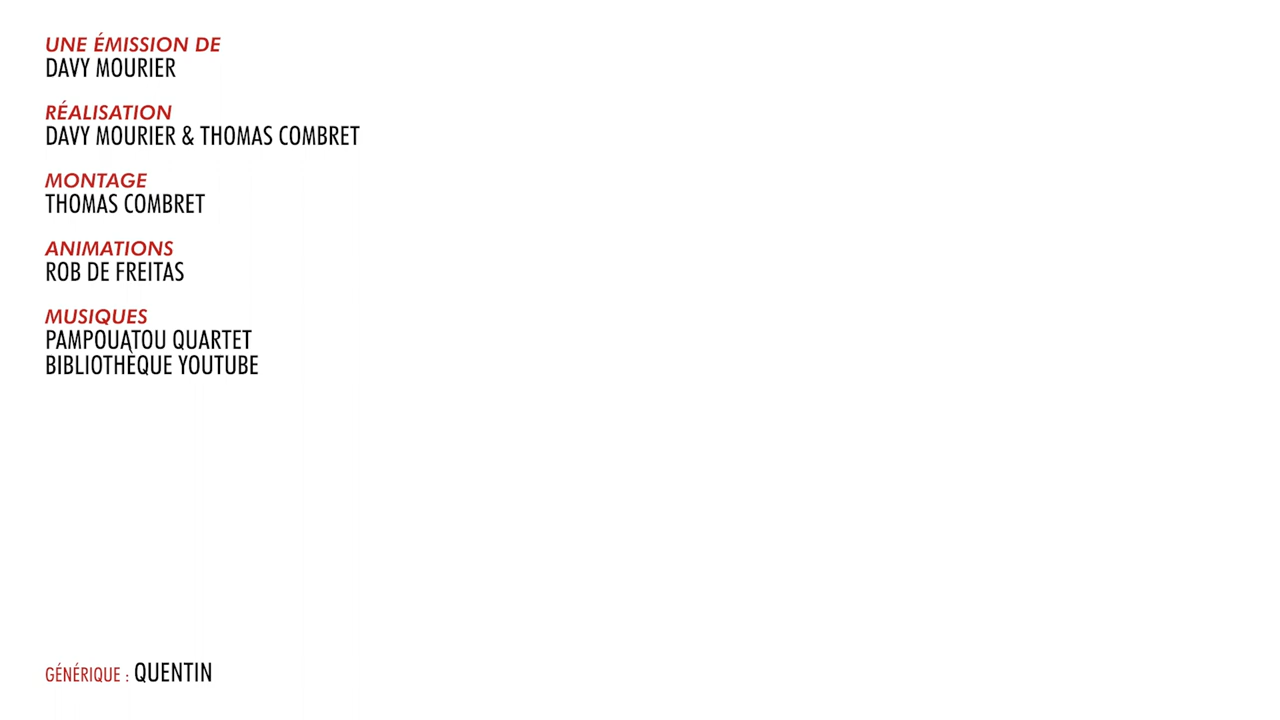 UNE ÉMISSION DE
DAVY MOURIER
RÉALISATION
DAVY MOURIER & THOMAS COMBRET
MONTAGE
THOMAS COMBRET
ANIMATIONS
ROB DE FREITAS
MUSIQUES
PAMPOUATOU QUARTET
BIBLIOTHÈQUE YOUTUBE
GÉNÉRIQUE : QUENTIN